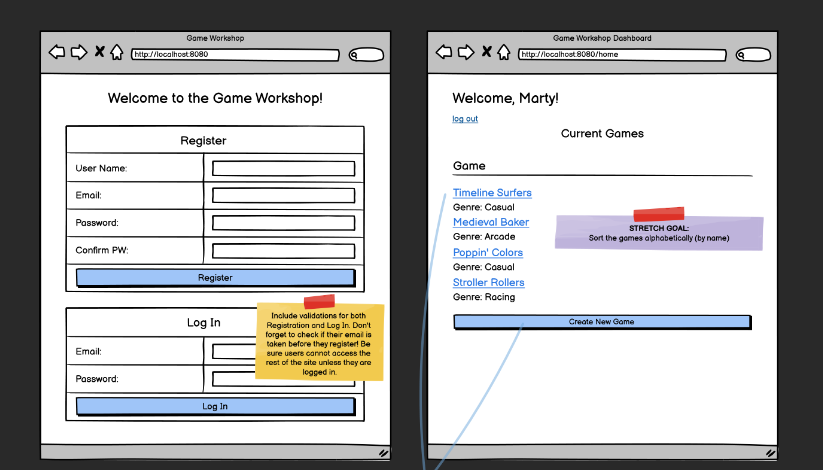 Game Workshop
http://localhost:8080
Welcome to the Game Workshop!
Register
User Name:
Email:
Password:
Confirm PW:
Register
Log In
Email:
Password:
Log In
Include validations for both
Registration and Log In. Don't
forget to check if their email is
taken before they register! Be
sure users cannot access the
rest of the site unless they are
logged in.
Game Workshop Dashboard
http://localhost:8080/home
Welcome, Marty!
log out
Current Games
Game
Timeline Surfers
Genre: Casual
Medieval Baker
Genre: Arcade
Poppin' Colors
Genre: Casual
Stroller Rollers
Genre: Racing
STRETCH GOAL:
Sort the games alphabetically (by name)
Create New Game